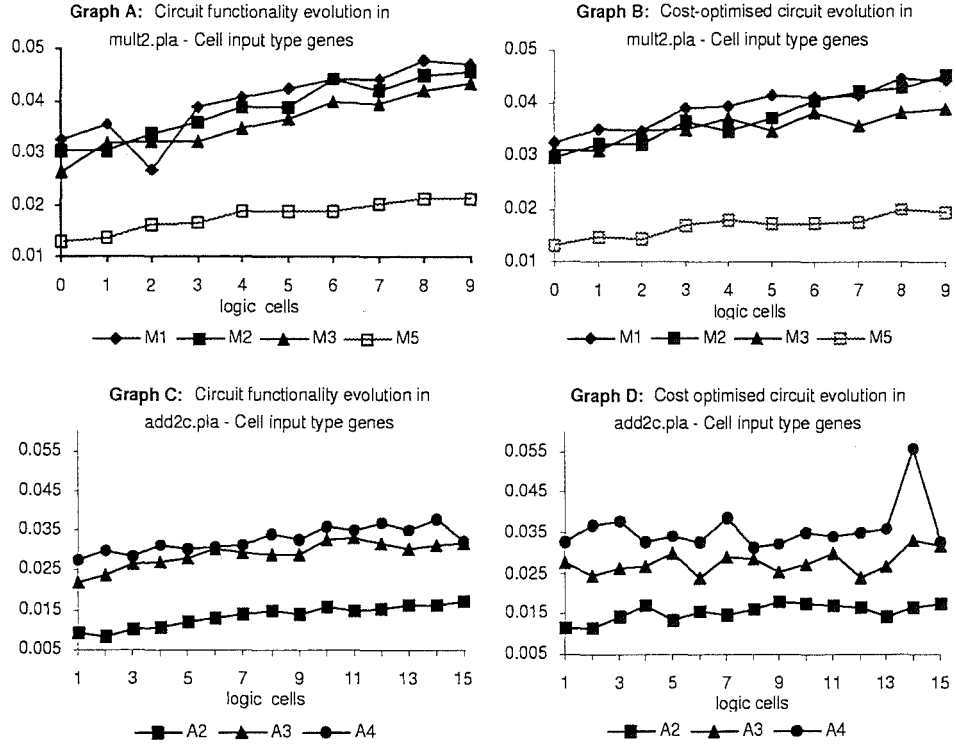 Graph A: Circuit functionality evolution in
mult2.pla - Cell input type genes
0.05
0.04
0.03
0.02
0.01
0 1 2 3 4 5 6 7 8 9
logic cells
M1 M2 M3 M5
Graph B: Cost-optimised circuit evolution in
mult2.pla - Cell input type genes
0.05
0.04
0.03
0.02
0.01
0 1 2 3 4 5 6 7 8 9
logic cells
M1 M2 M3 M5
Graph C: Circuit functionality evolution in
add2c.pla - Cell input type genes
0.055
0.045
0.035
0.025
0.015
0.005
1 3 5 7 9 11 13 15
logic cells
A2 A3 A4
Graph D: Cost optimised circuit evolution in
add2c.pla - Cell input type genes
0.055
0.045
0.035
0.025
0.015
0.005
1 3 5 7 9 11 13 15
logic cells
A2 A3 A4